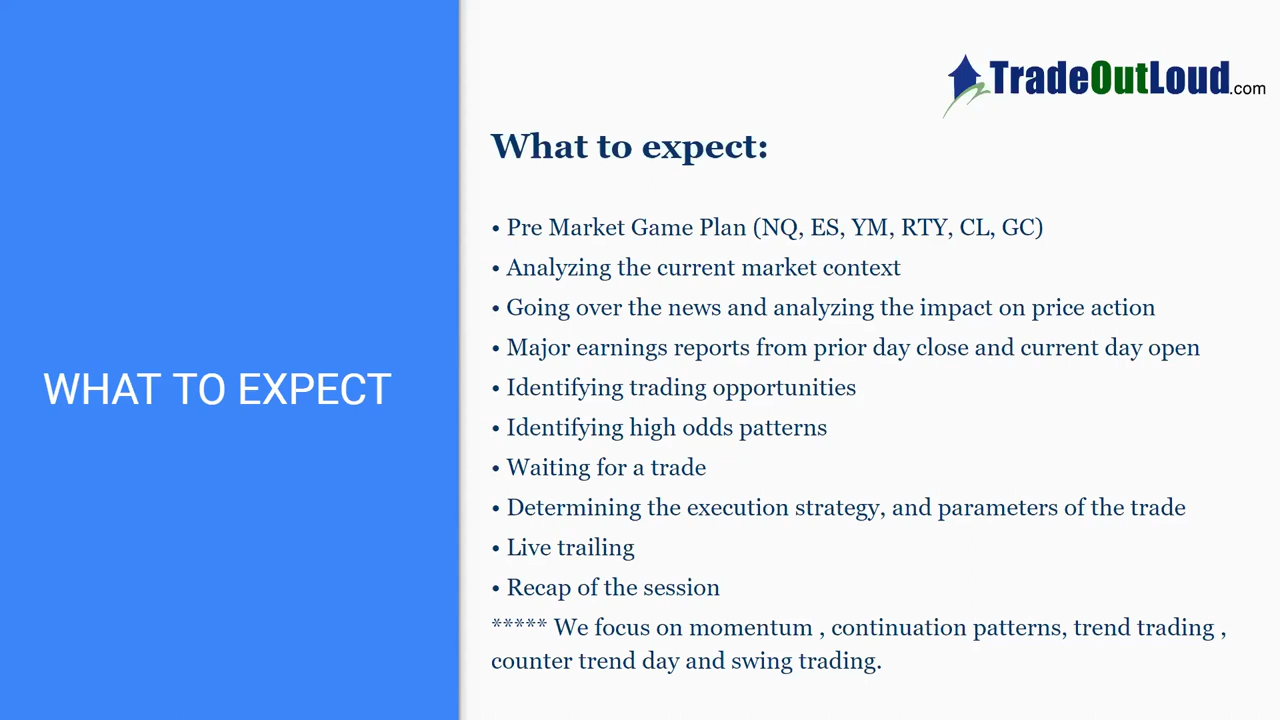 TradeOutLoud.com
What to expect:
• Pre Market Game Plan (NQ, ES, YM, RTY, CL, GC)
• Analyzing the current market context
• Going over the news and analyzing the impact on price action
• Major earnings reports from prior day close and current day open
• Identifying trading opportunities
WHAT TO EXPECT
• Identifying high odds patterns
• Waiting for a trade
• Determining the execution strategy, and parameters of the trade
• Live trailing
• Recap of the session
***** We focus on momentum , continuation patterns, trend trading ,
counter trend day and swing trading.